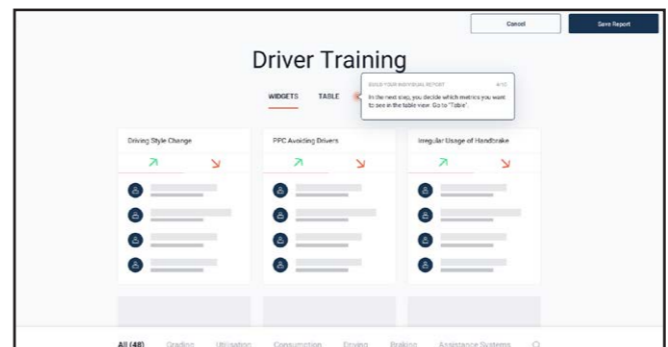 Cancel
Save Report
Driver Training
WIDGETS
TABLE
BUILD YOUR INDIVIDUAL REPORT
4/10
In the next step, you decide which metrics you want
to see in the table view. Go to "Table".
Driving Style Change
PPC Avoiding Drivers
Irregular Usage of Handbrake
All (48)
Grading
Utilisation
Consumption
Driving
Braking
Assistance Systems